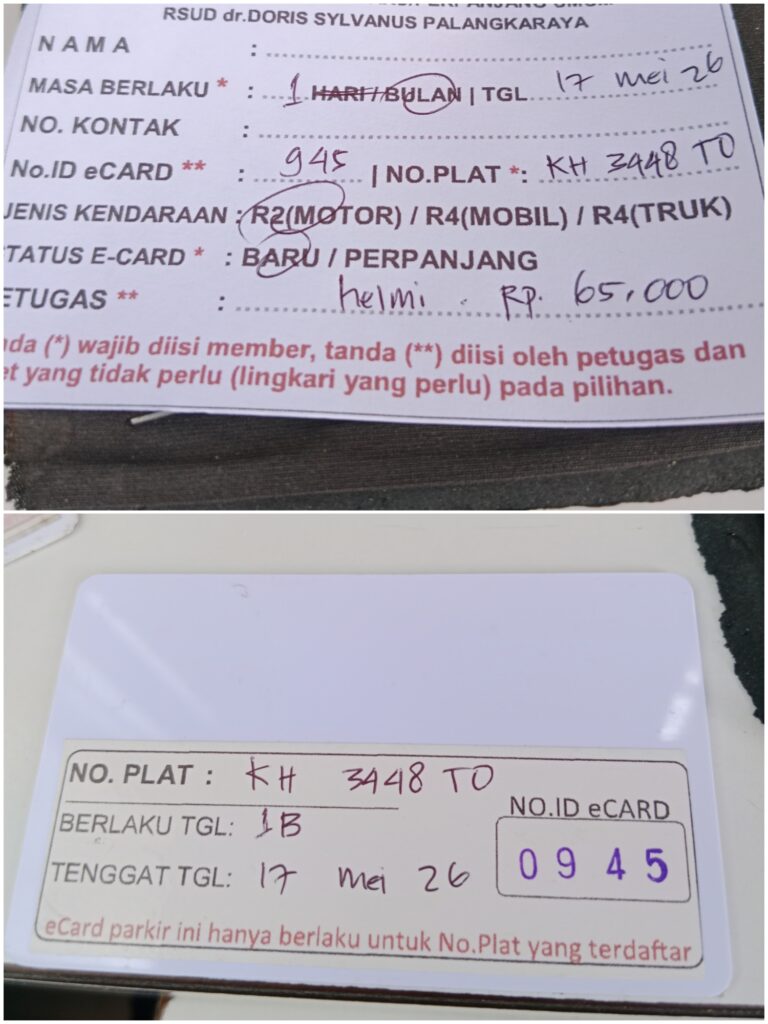 RSUD dr.DORIS SYLVANUS PALANGKARAYA
NAMA :
MASA BERLAKU * : 1 HARI / BULAN | TGL 17 mei 26
NO. KONTAK :
No.ID eCARD ** : 945 | NO.PLAT *: KH 3448 TO
JENIS KENDARAAN : R2(MOTOR) / R4(MOBIL) / R4(TRUK)
TATUS E-CARD * : BARU / PERPANJANG
ETUGAS ** : helmi . Rp. 65.000
nda (*) wajib diisi member, tanda (**) diisi oleh petugas dan
et yang tidak perlu (lingkari yang perlu) pada pilihan.
NO. PLAT : KH 3448 TO
BERLAKU TGL: 1B
NO.ID eCARD
0945
TENGGAT TGL: 17 mei 26
eCard parkir ini hanya berlaku untuk No.Plat yang terdaftar